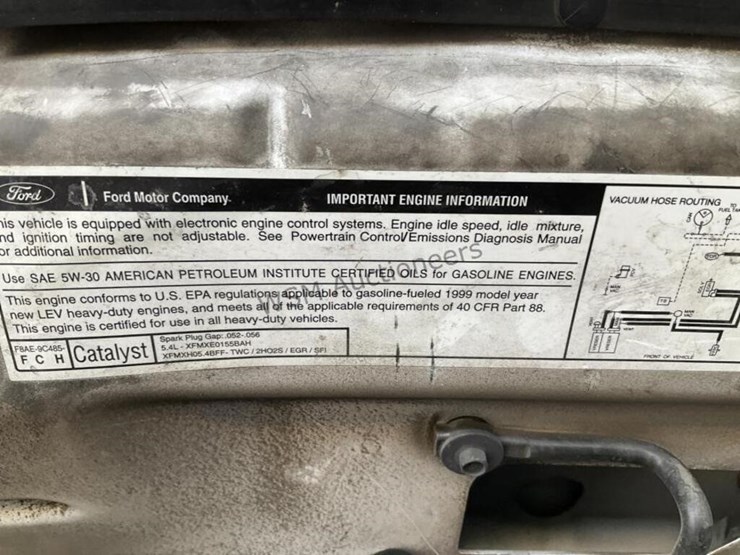 Ford Ford Motor Company. IMPORTANT ENGINE INFORMATION
his vehicle is equipped with electronic engine control systems. Engine idle speed, idle mixture,
nd ignition timing are not adjustable. See Powertrain Control/Emissions Diagnosis Manual
or additional information.
Use SAE 5W-30 AMERICAN PETROLEUM INSTITUTE CERTIFIED OILS for GASOLINE ENGINES.
This engine conforms to U.S. EPA regulations applicable to gasoline-fueled 1999 model year
new LEV heavy-duty engines, and meets all of the applicable requirements of 40 CFR Part 88.
This engine is certified for use in all heavy-duty vehicles.
F8AE-9C485-
F C H
Catalyst
Spark Plug Gap: .052-.056
5.4L - XFMXE0155BAH
XFMXH05.4BFF- TWC / 2HO2S / EGR / SFI
VACUUM HOSE ROUTING
TO
FUEL TA
FRONT OF VEHICLE
WSM Auctioneers